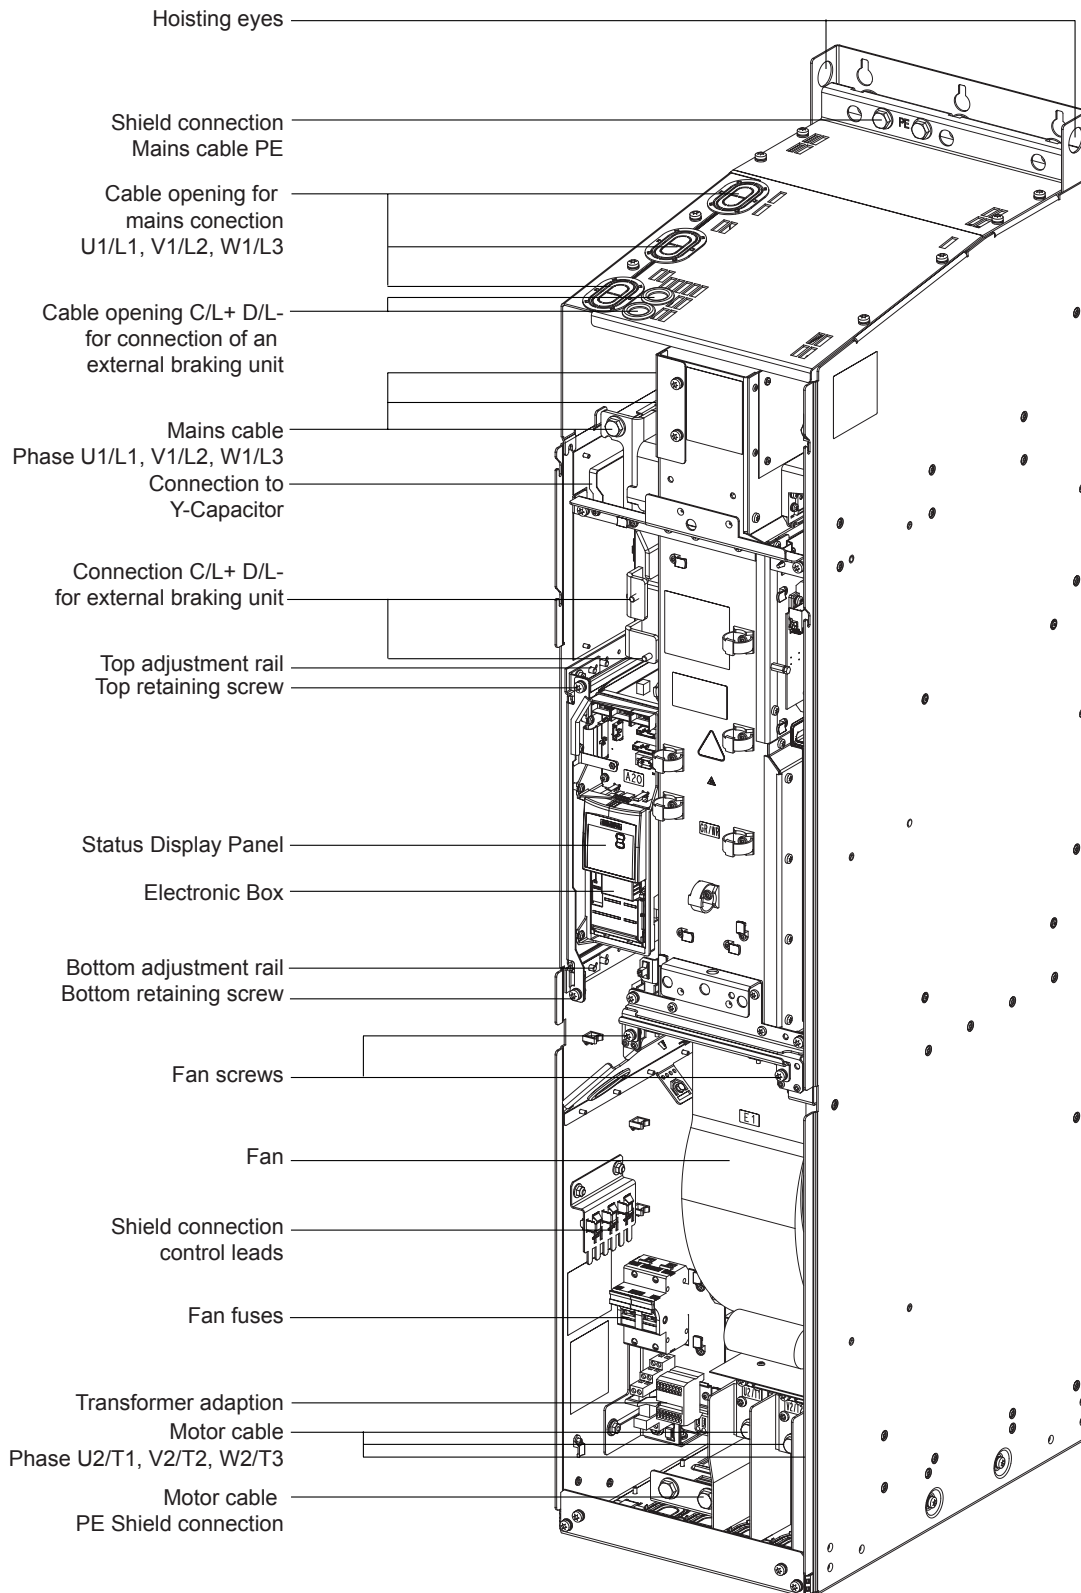 Hoisting eyes
Shield connection
Mains cable PE
PE
Cable opening for
mains conection
U1/L1, V1/L2, W1/L3
Cable opening C/L+ D/L-
for connection of an
external braking unit
Mains cable
Phase U1/L1, V1/L2, W1/L3
Connection to
Y-Capacitor
Connection C/L+ D/L-
for external braking unit
Top adjustment rail
Top retaining screw
A20
Status Display Panel
GR/WR
Electronic Box
Bottom adjustment rail
Bottom retaining screw
Fan screws
E1
Fan
Shield connection
control leads
Fan fuses
Transformer adaption
Motor cable
Phase U2/T1, V2/T2, W2/T3
Motor cable
PE Shield connection